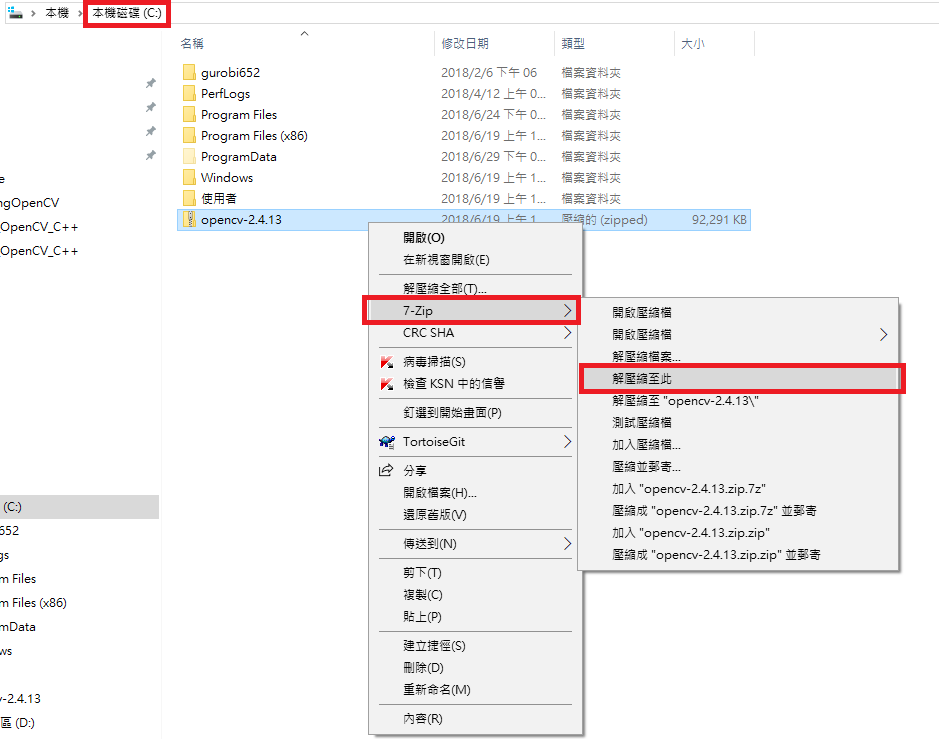 本機 › 本機磁碟 (C:)
名稱 修改日期 類型 大小
gurobi652 2018/2/6 下午 06 檔案資料夾
PerfLogs 2018/4/12 上午 0... 檔案資料夾
Program Files 2018/6/24 下午 0... 檔案資料夾
Program Files (x86) 2018/6/19 上午 1... 檔案資料夾
ProgramData 2018/6/29 下午 0... 檔案資料夾
Windows 2018/6/19 上午 1... 檔案資料夾
使用者 2018/6/19 上午 1... 檔案資料夾
opencv-2.4.13 2018/6/19 上午 1... 壓縮的 (zipped) 92,291 KB
e
ngOpenCV
_OpenCV_C++
_OpenCV_C++
(C:)
652
gs
m Files
m Files (x86)
mData
ws
v-2.4.13
區 (D:)
開啟(O)
在新視窗開啟(E)
解壓縮全部(T)...
7-Zip
CRC SHA
病毒掃描(S)
檢查 KSN 中的信譽
釘選到開始畫面(P)
TortoiseGit
分享
開啟檔案(H)...
還原舊版(V)
傳送到(N)
剪下(T)
複製(C)
貼上(P)
建立捷徑(S)
刪除(D)
重新命名(M)
內容(R)
開啟壓縮檔
開啟壓縮檔
解壓縮檔案...
解壓縮至此
解壓縮至 "opencv-2.4.13\"
測試壓縮檔
加入壓縮檔...
壓縮並郵寄...
加入 "opencv-2.4.13.zip.7z"
壓縮成 "opencv-2.4.13.zip.7z" 並郵寄
加入 "opencv-2.4.13.zip.zip"
壓縮成 "opencv-2.4.13.zip.zip" 並郵寄